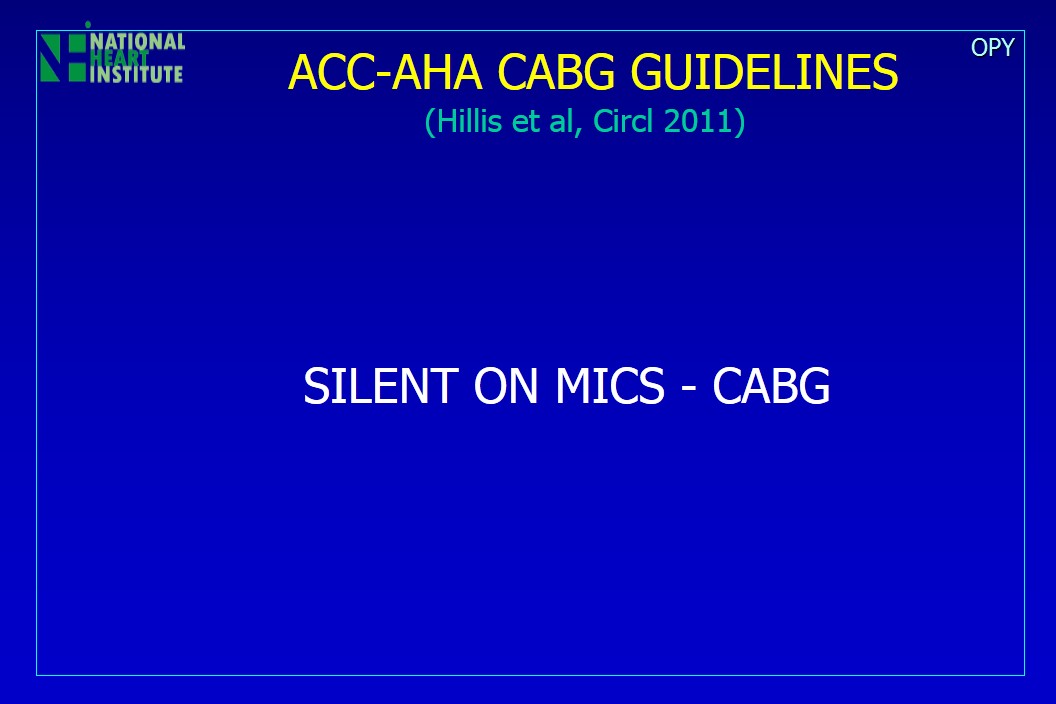 NATIONAL
HEART
INSTITUTE
OPY
ACC-AHA CABG GUIDELINES
(Hillis et al, Circl 2011)
SILENT ON MICS - CABG